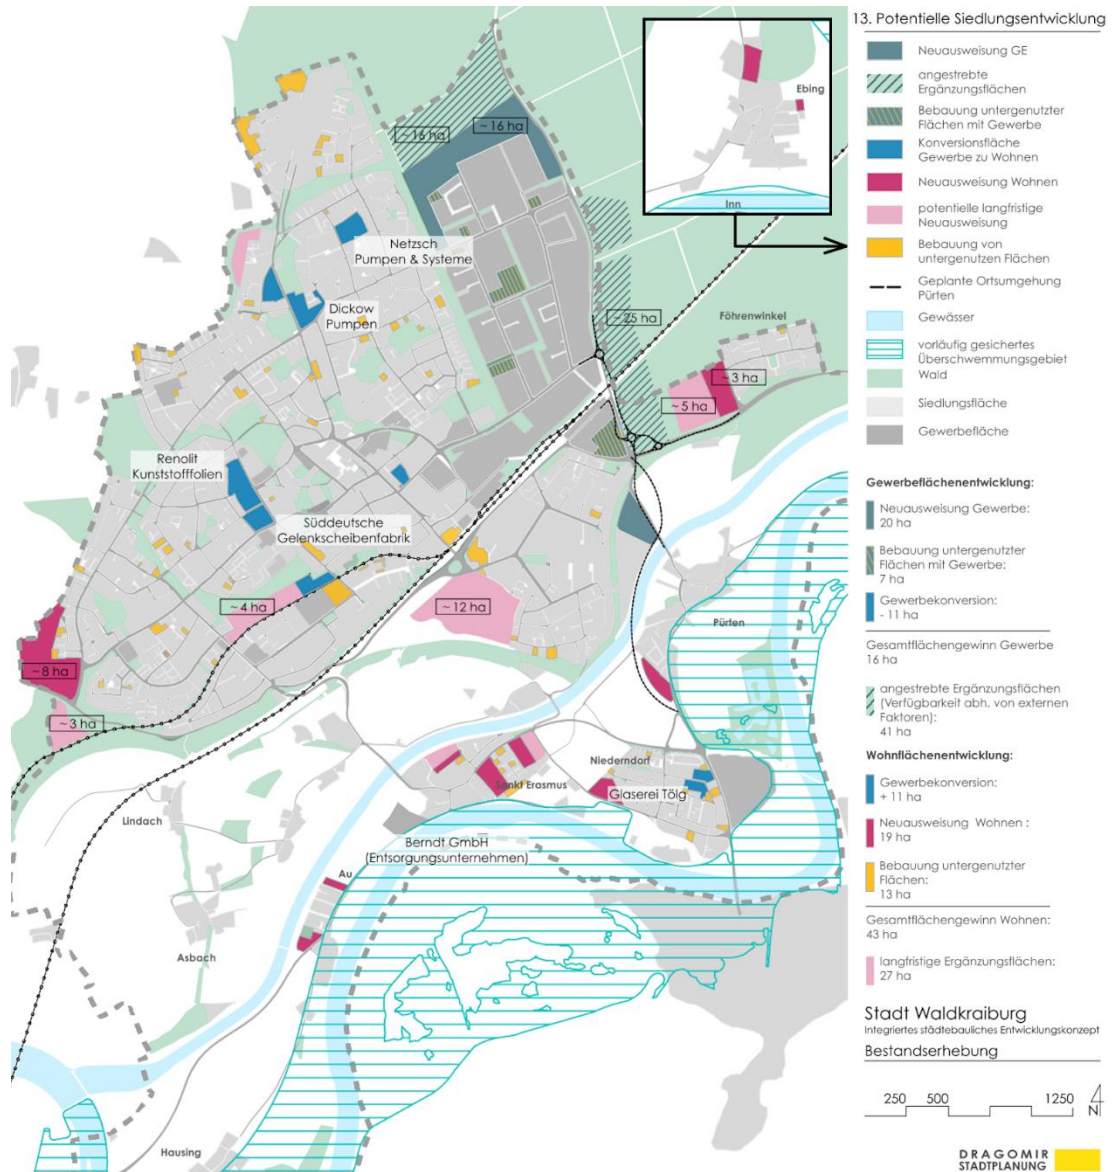 13. Potentielle Siedlungsentwicklung
Neuausweisung GE
angestrebte
Ergänzungsflächen
Bebauung untergenutzter
Flächen mit Gewerbe
Konversionsfläche
Gewerbe zu Wohnen
Neuausweisung Wohnen
potentielle langfristige
Neuausweisung
Bebauung von
untergenutzen Flächen
Geplante Ortsumgehung
Pürten
Gewässer
vorläufig gesichertes
Überschwemmungsgebiet
Wald
Siedlungsfläche
Gewerbefläche
Gewerbeflächenentwicklung:
Neuausweisung Gewerbe:
20 ha
Bebauung untergenutzter
Flächen mit Gewerbe:
7 ha
Gewerbekonversion:
- 11 ha
Gesamtflächengewinn Gewerbe
16 ha
angestrebte Ergänzungsflächen
(Verfügbarkeit abh. von externen
Faktoren):
41 ha
Wohnflächenentwicklung:
Gewerbekonversion:
+ 11 ha
Neuausweisung Wohnen :
19 ha
Bebauung untergenutzter
Flächen:
13 ha
Gesamtflächengewinn Wohnen:
43 ha
langfristige Ergänzungsflächen:
27 ha
Stadt Waldkraiburg
Integriertes städtebauliches Entwicklungskonzept
Bestandserhebung
250 500 1250
N
DRAGOMIR
STADTPLANUNG
Ebing
Inn
~ 16 ha
~ 16 ha
Netzsch
Pumpen & Systeme
Dickow
Pumpen
~ 25 ha
Föhrenwinkel
~ 3 ha
~ 5 ha
Renolit
Kunststofffolien
Süddeutsche
Gelenkscheibenfabrik
~ 4 ha
~ 12 ha
Pürten
~ 8 ha
~ 3 ha
Niederndorf
Sankt Erasmus
Glaserei Tölg
Lindach
Berndt GmbH
(Entsorgungsunternehmen)
Au
Asbach
Hausing